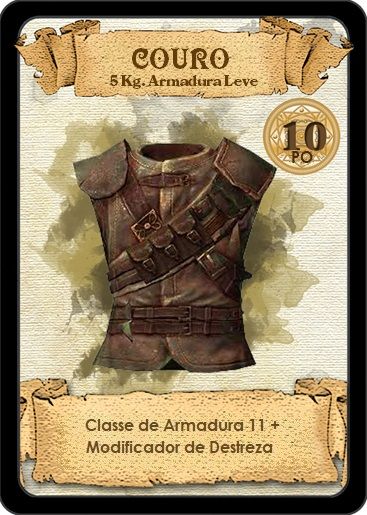 COURO
5 Kg. Armadura Leve
10
PO
Classe de Armadura 11 +
Modificador de Destreza